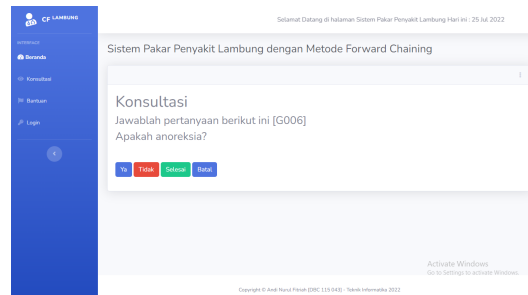 CF LAMBUNG
Selamat Datang di halaman Sistem Pakar Penyakit Lambung Hari ini : 25 Jul 2022
INTERFACE
Beranda
Konsultasi
Bantuan
Login
Sistem Pakar Penyakit Lambung dengan Metode Forward Chaining
Konsultasi
Jawablah pertanyaan berikut ini [G006]
Apakah anoreksia?
Ya Tidak Selesai Batal
Activate Windows
Go to Settings to activate Windows.
Copyright © Andi Nurul Fitrah (DBC 115 043) - Teknik Informatika 2022